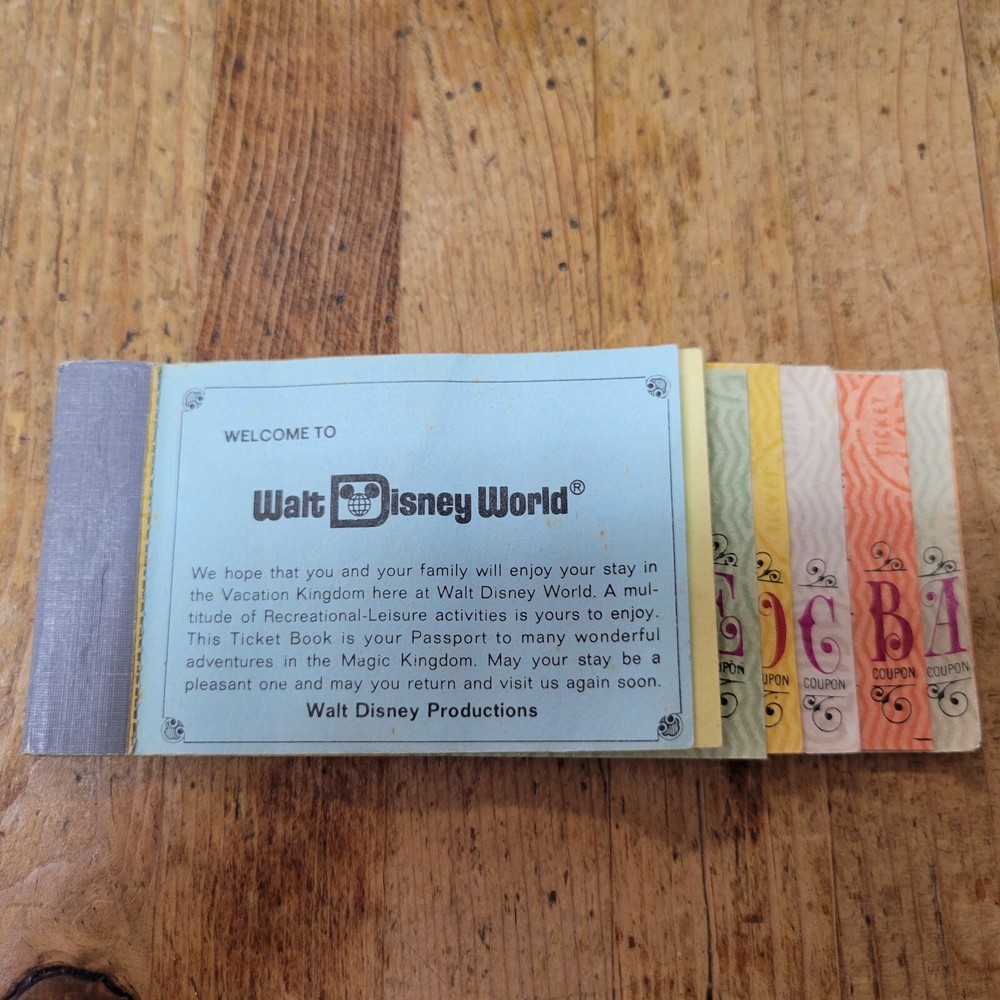 WELCOME TO
Walt Disney World®
We hope that you and your family will enjoy your stay in
the Vacation Kingdom here at Walt Disney World. A mul-
titude of Recreational-Leisure activities is yours to enjoy.
This Ticket Book is your Passport to many wonderful
adventures in the Magic Kingdom. May your stay be a
pleasant one and may you return and visit us again soon.
Walt Disney Productions
E
UPON
TICKET
D
UPON
C
COUPON
TICKET
B
COUPON
A
COUPON